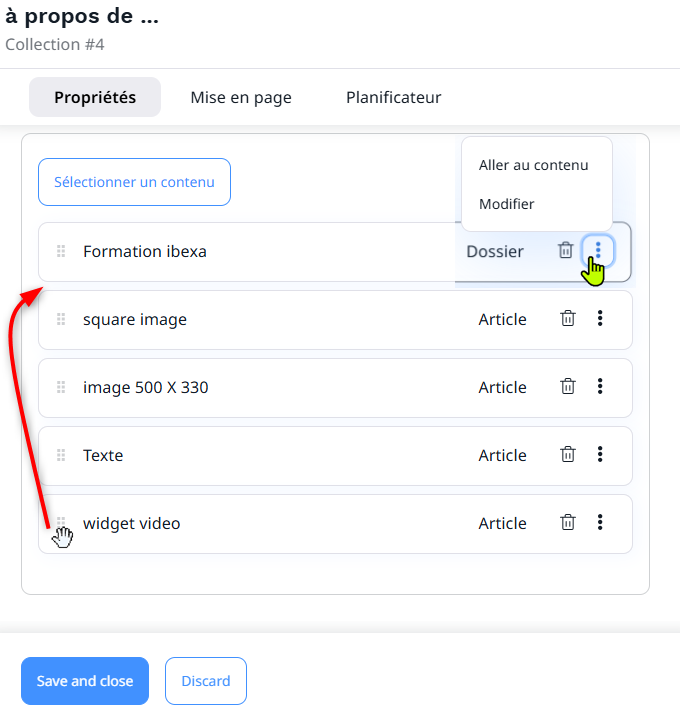 à propos de ...
Collection #4
Propriétés
Mise en page
Planificateur
Sélectionner un contenu
Aller au contenu
Modifier
Formation ibexa
Dossier
square image
Article
image 500 X 330
Article
Texte
Article
widget video
Article
Save and close
Discard